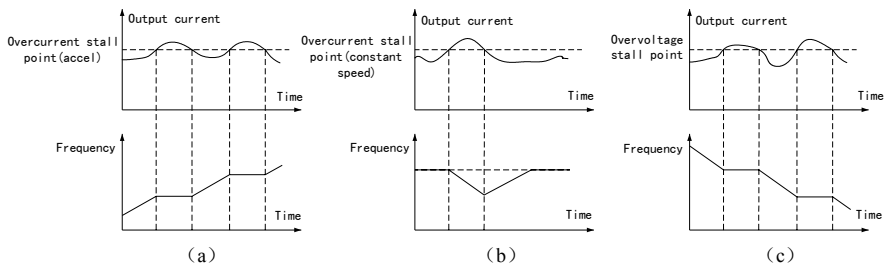 Output current
Overcurrent stall
point(accel)
Time
Frequency
Time
(a)
Output current
Overcurrent stall
point(constant
speed)
Time
Frequency
Time
(b)
Output current
Overvoltage
stall point
Time
Frequency
Time
(c)